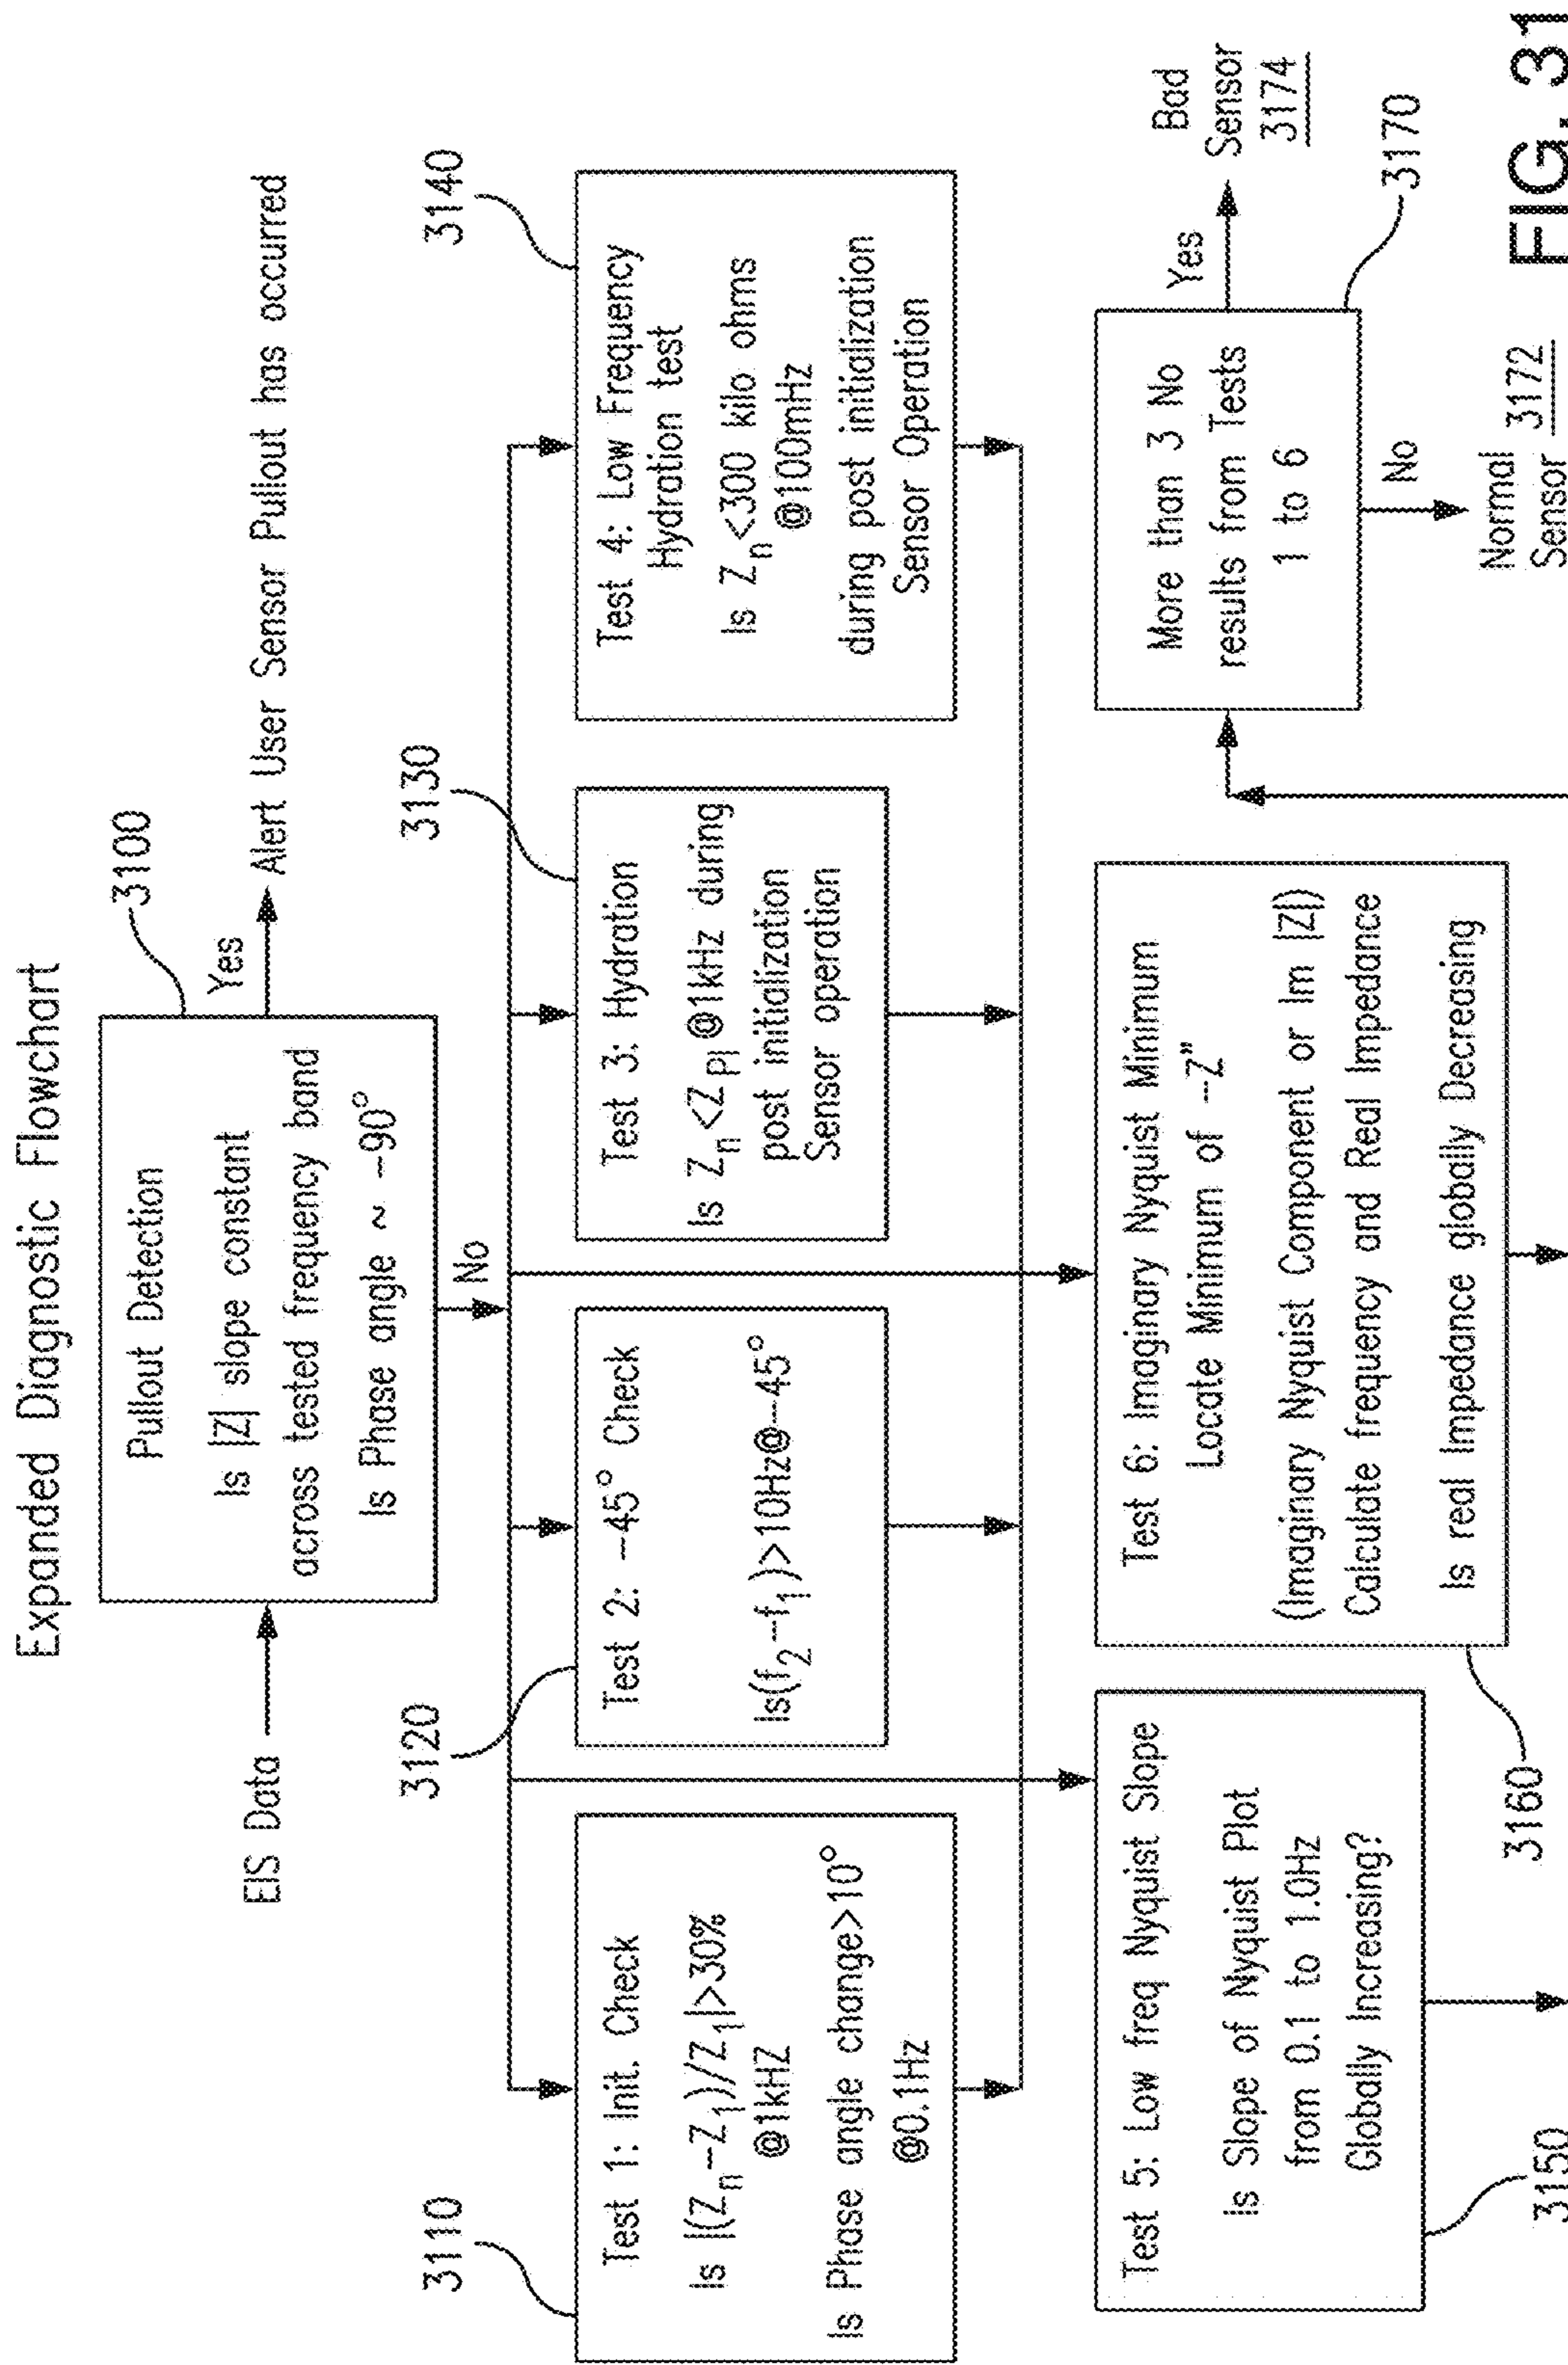 Expanded Diagnostic Flowchart
EIS Data
Pullout Detection
Is |Z| slope constant
across tested frequency band
Is Phase angle ~ -90°
3100
Yes
Alert User Sensor Pullout has occurred
No
3110
Test 1: Init. Check
Is |(Zn-Z1)/Z1|>30%
@1kHZ
Is Phase angle change>10°
@0.1Hz
3120
Test 2: -45° Check
Is(f2-f1)>10Hz@-45°
3130
Test 3: Hydration
Is Zn<ZPI @1kHz during
post initialization
Sensor operation
3140
Test 4: Low Frequency
Hydration test
Is Zn<300 kilo ohms
@100mHz
during post initialization
Sensor Operation
Test 5: Low freq Nyquist Slope
Is Slope of Nyquist Plot
from 0.1 to 1.0Hz
Globally Increasing?
3150
Test 6: Imaginary Nyquist Minimum
Locate Minimum of --Z"
(Imaginary Nyquist Component or Im |Z|)
Calculate frequency and Real Impedance
Is real Impedance globally Decreasing
3160
More than 3 No
results from Tests
1 to 6
3170
Yes
Bad
Sensor
3174
No
Normal
Sensor 3172
FIG. 31